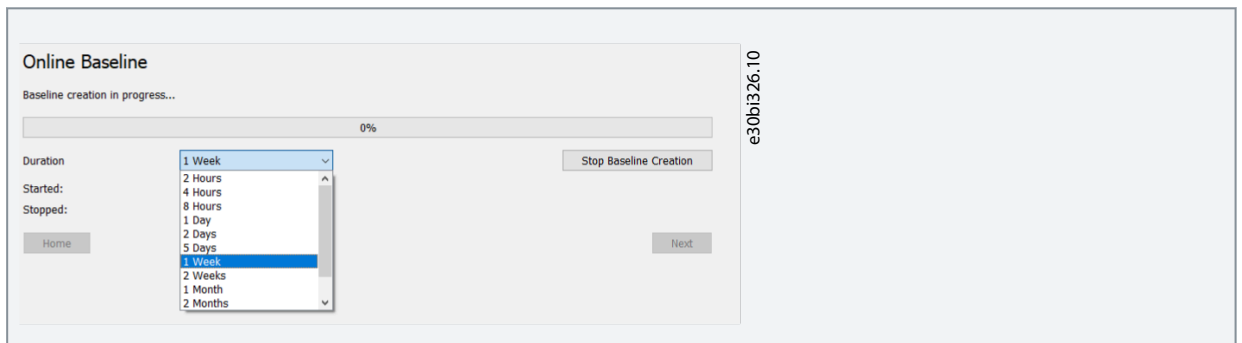 Online Baseline
Baseline creation in progress...
0%
Duration
1 Week
Stop Baseline Creation
2 Hours
4 Hours
8 Hours
1 Day
2 Days
5 Days
1 Week
2 Weeks
1 Month
2 Months
Started:
Stopped:
Home
Next
e30bi326.10